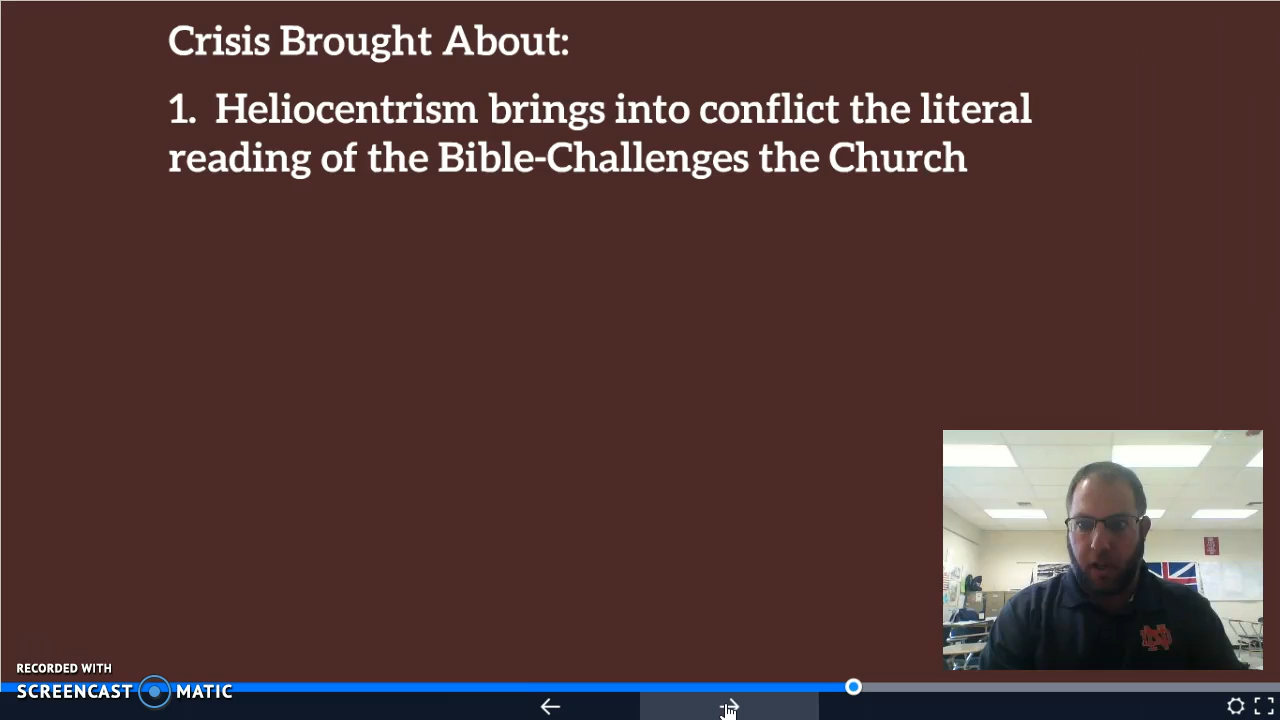 Crisis Brought About:
1. Heliocentrism brings into conflict the literal
reading of the Bible-Challenges the Church
RECORDED WITH
SCREENCAST MATIC